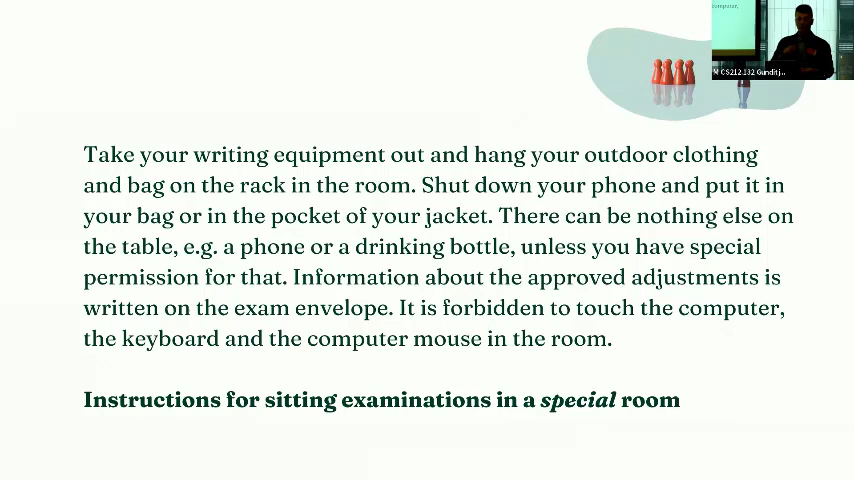 computer,
M CS212.132 Gunditj...
Take your writing equipment out and hang your outdoor clothing
and bag on the rack in the room. Shut down your phone and put it in
your bag or in the pocket of your jacket. There can be nothing else on
the table, e.g. a phone or a drinking bottle, unless you have special
permission for that. Information about the approved adjustments is
written on the exam envelope. It is forbidden to touch the computer,
the keyboard and the computer mouse in the room.
Instructions for sitting examinations in a special room